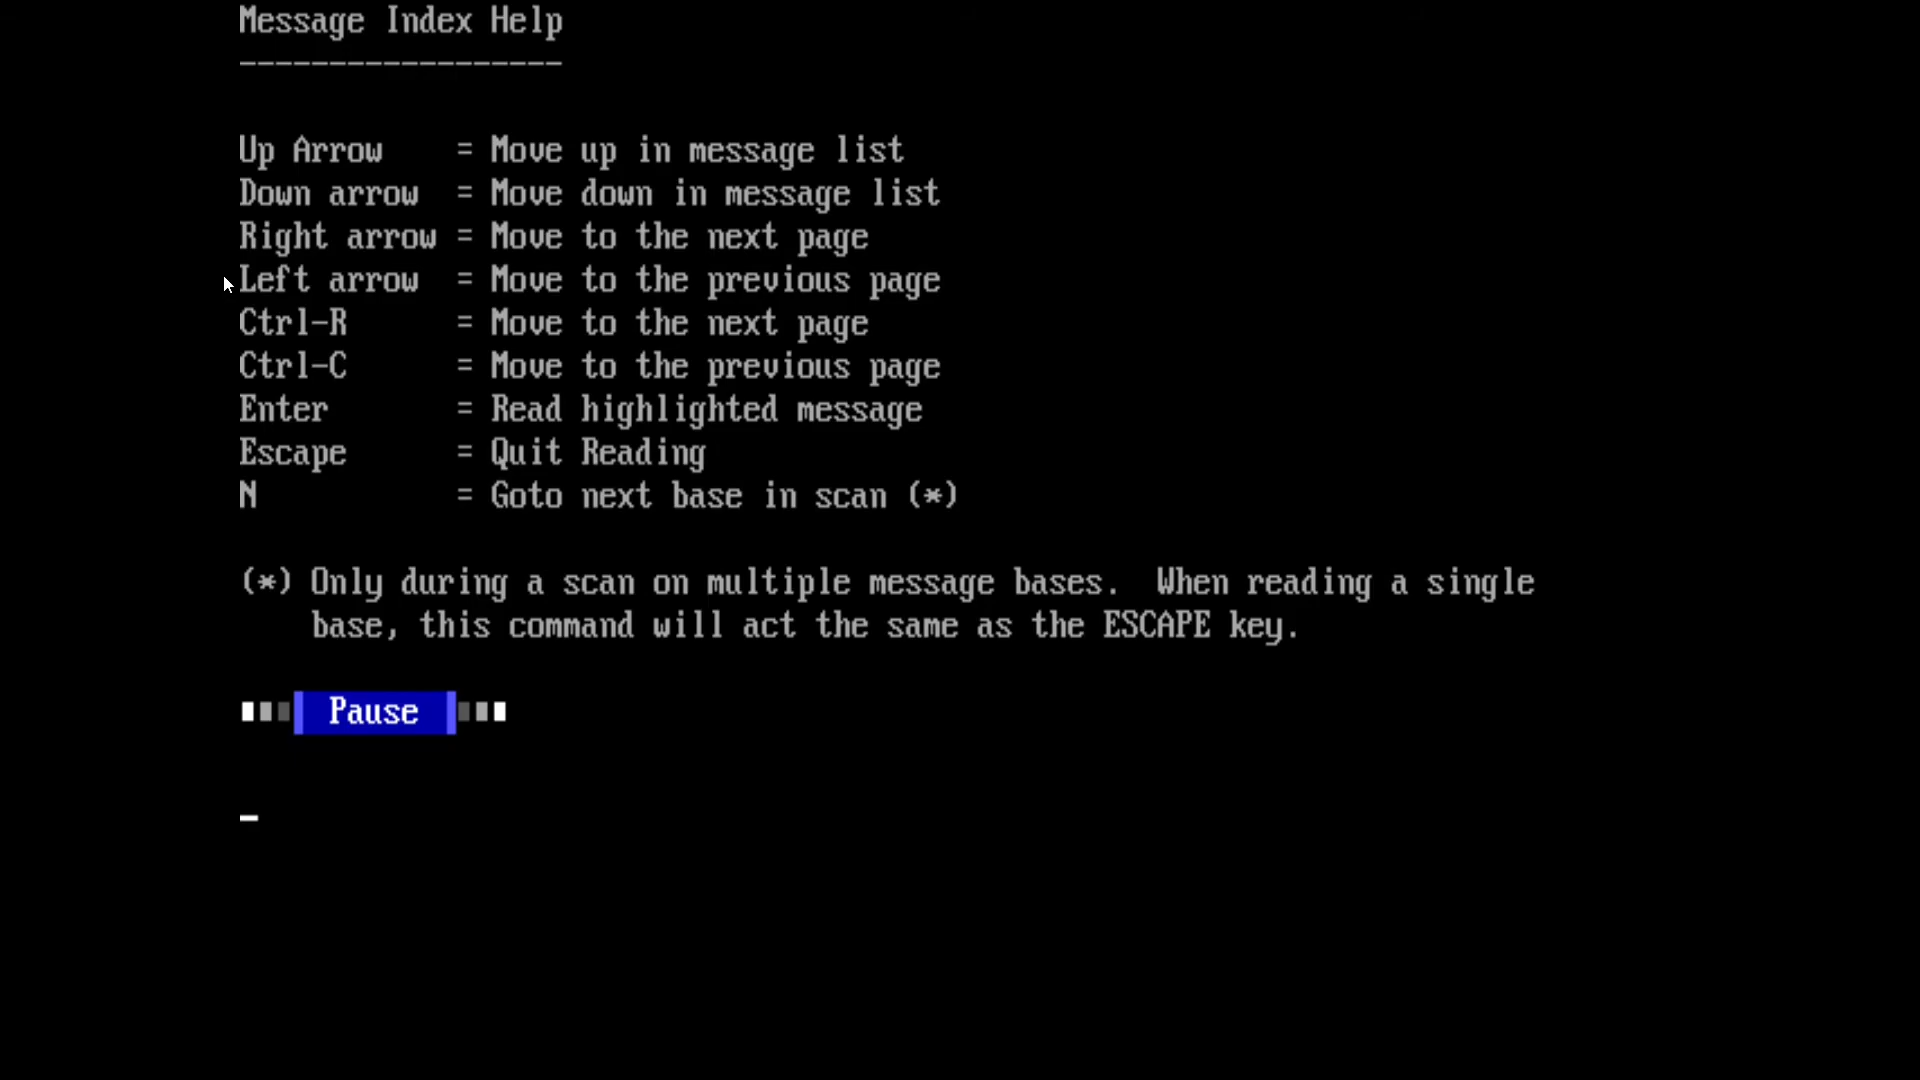 Message Index Help
------------------
Up Arrow    = Move up in message list
Down arrow  = Move down in message list
Right arrow = Move to the next page
Left arrow  = Move to the previous page
Ctrl-R      = Move to the next page
Ctrl-C      = Move to the previous page
Enter       = Read highlighted message
Escape      = Quit Reading
N           = Goto next base in scan (*)
(*) Only during a scan on multiple message bases.  When reading a single
    base, this command will act the same as the ESCAPE key.
Pause